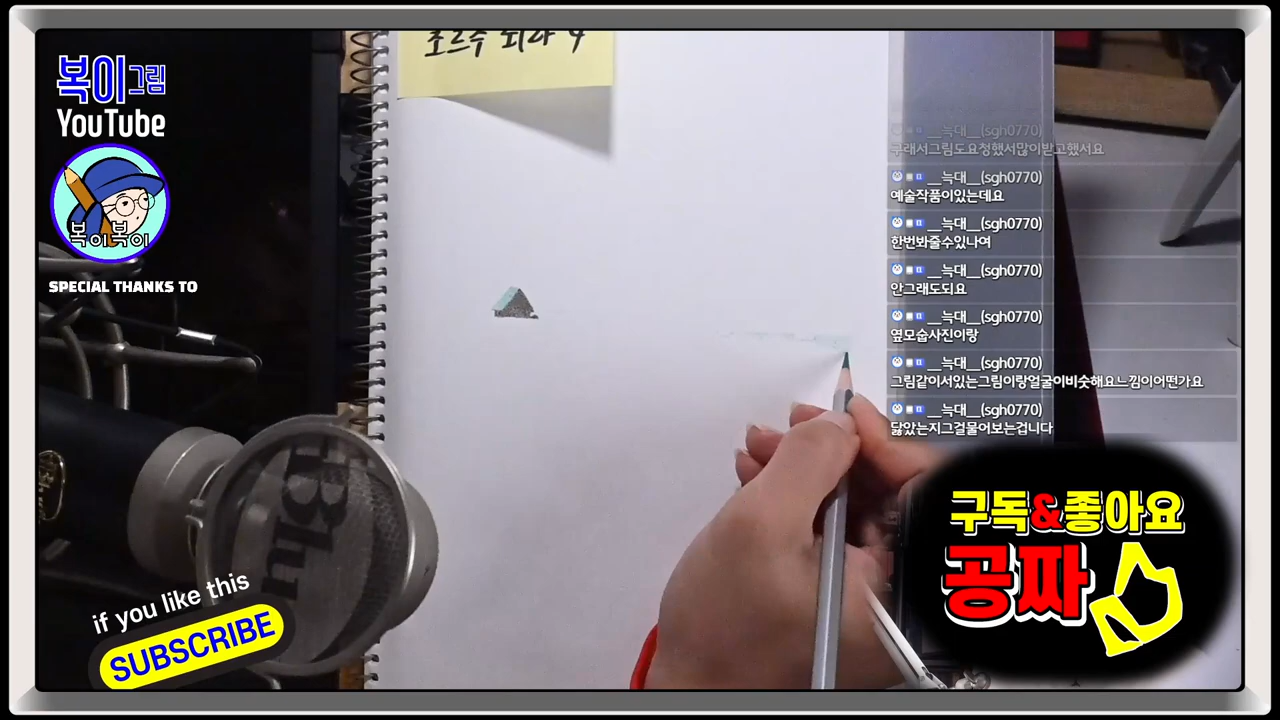 복이그림
YouTube
복이복이
SPECIAL THANKS TO
Blue
if you like this
SUBSCRIBE
__늑대__(sgh0770)
구래서그림도요청했서많이받고했서요
__늑대__(sgh0770)
예술작품이있는데요
__늑대__(sgh0770)
한번봐줄수있나여
__늑대__(sgh0770)
안그래도되요
__늑대__(sgh0770)
옆모습사진이랑
__늑대__(sgh0770)
그림같이서있는그림이랑얼굴이비슷해요느낌이어떤가요
__늑대__(sgh0770)
닮았는지그걸물어보는겁니다
구독&좋아요
공짜